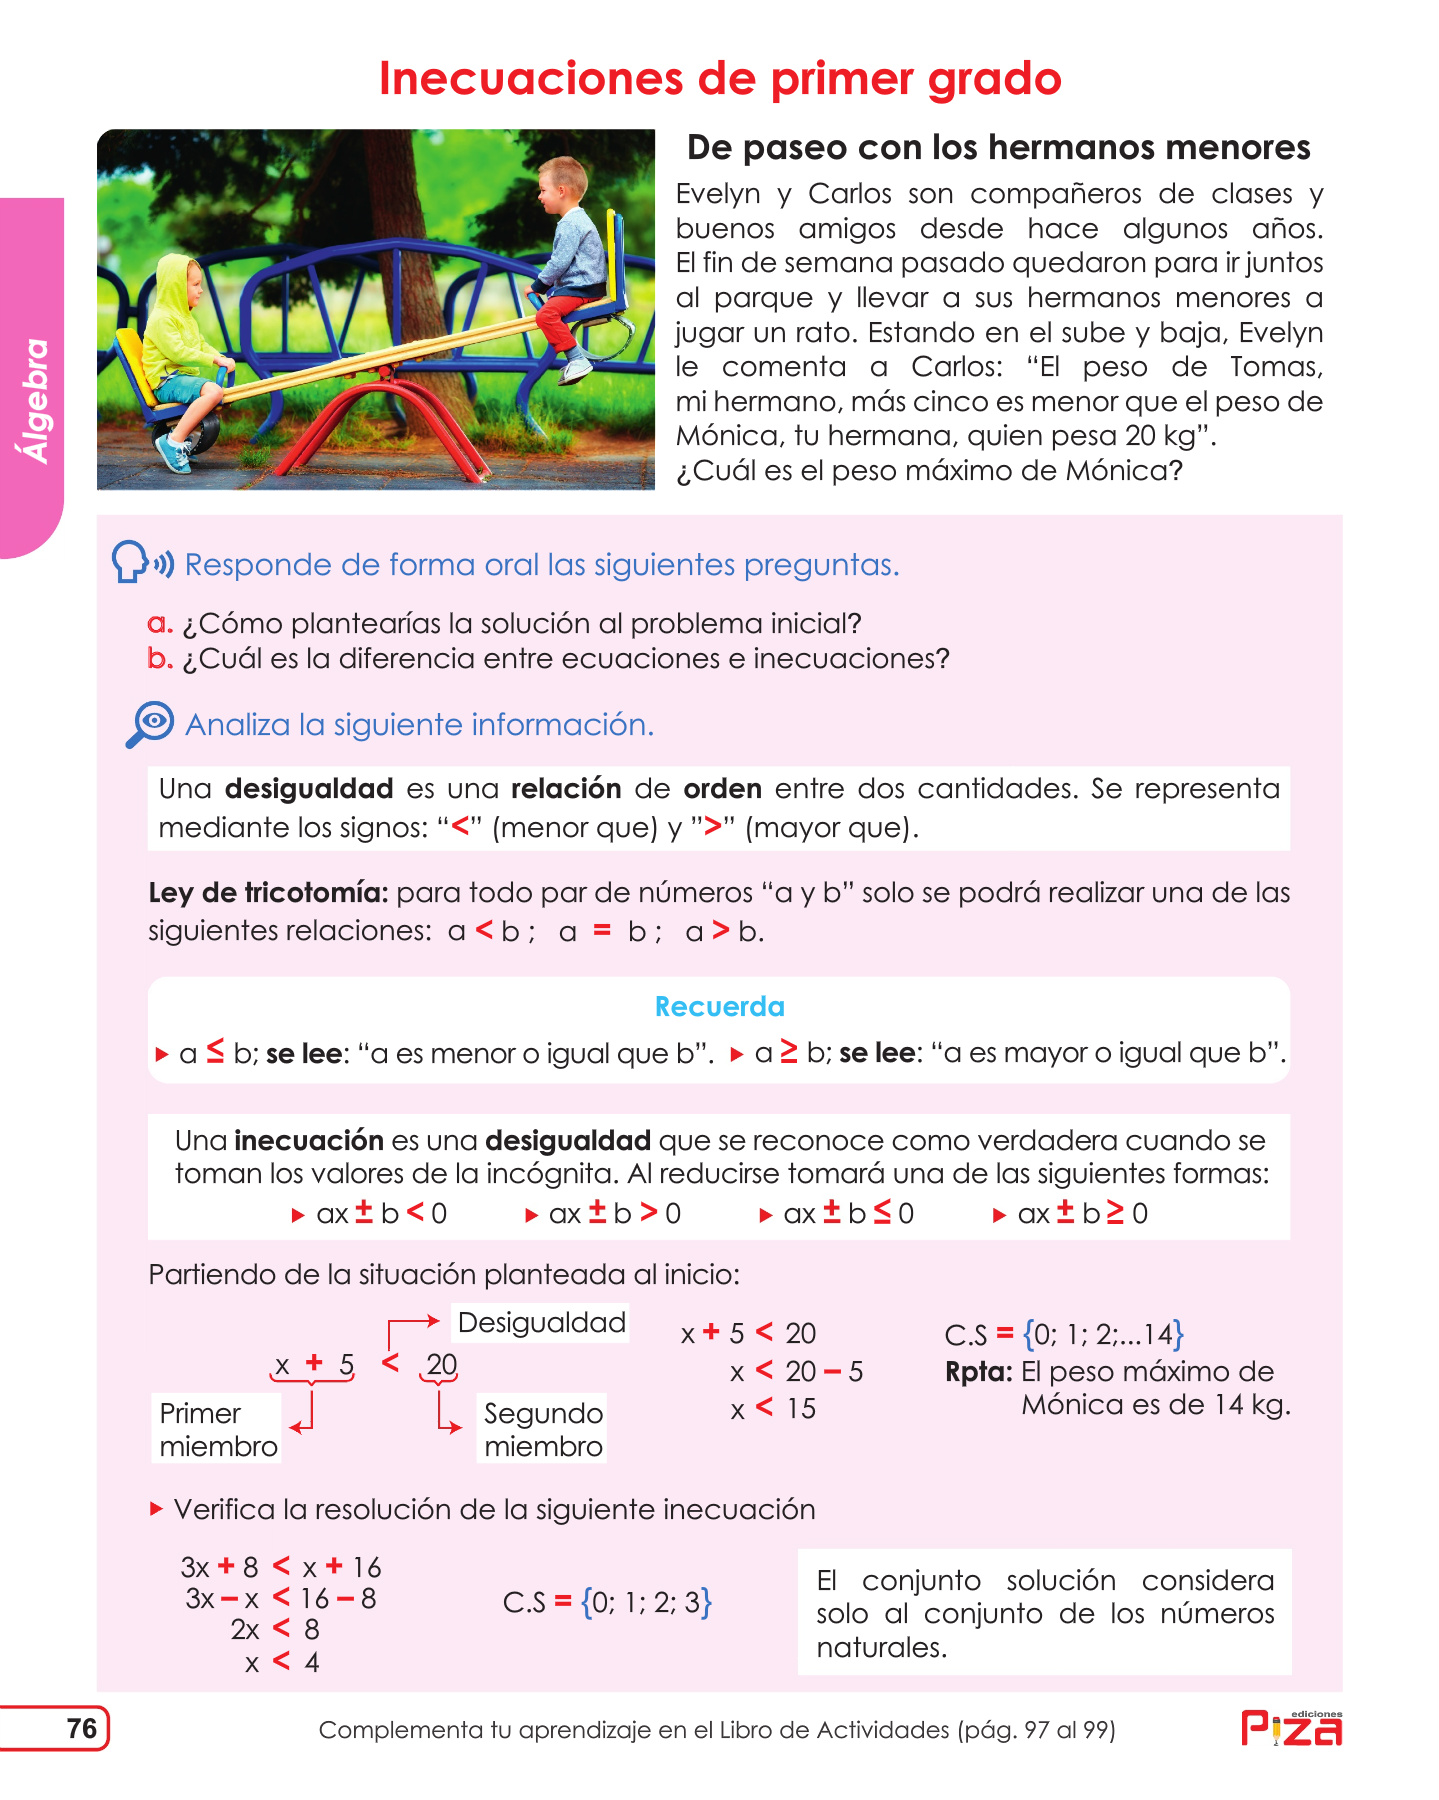 Inecuaciones de primer grado
Álgebra
De paseo con los hermanos menores
Evelyn y Carlos son compañeros de clases y
buenos amigos desde hace algunos años.
El fin de semana pasado quedaron para ir juntos
al parque y llevar a sus hermanos menores a
jugar un rato. Estando en el sube y baja, Evelyn
le comenta a Carlos: “El peso de Tomas,
mi hermano, más cinco es menor que el peso de
Mónica, tu hermana, quien pesa 20 kg”.
¿Cuál es el peso máximo de Mónica?
Responde de forma oral las siguientes preguntas.
a. ¿Cómo plantearías la solución al problema inicial?
b. ¿Cuál es la diferencia entre ecuaciones e inecuaciones?
Analiza la siguiente información.
Una desigualdad es una relación de orden entre dos cantidades. Se representa
mediante los signos: “<” (menor que) y ”>” (mayor que).
Ley de tricotomía: para todo par de números “a y b” solo se podrá realizar una de las
siguientes relaciones: a < b ; a = b ; a > b.
Recuerda
a ≤ b; se lee: “a es menor o igual que b”. a ≥ b; se lee: “a es mayor o igual que b”.
Una inecuación es una desigualdad que se reconoce como verdadera cuando se
toman los valores de la incógnita. Al reducirse tomará una de las siguientes formas:
ax ± b < 0 ax ± b > 0 ax ± b ≤ 0 ax ± b ≥ 0
Partiendo de la situación planteada al inicio:
Desigualdad
x + 5 < 20
Primer
miembro
Segundo
miembro
x + 5 < 20
x < 20 – 5
x < 15
C.S = {0; 1; 2;...14}
Rpta: El peso máximo de
Mónica es de 14 kg.
Verifica la resolución de la siguiente inecuación
3x + 8 < x + 16
3x – x < 16 – 8
2x < 8
x < 4
C.S = {0; 1; 2; 3}
El conjunto solución considera
solo al conjunto de los números
naturales.
76
Complementa tu aprendizaje en el Libro de Actividades (pág. 97 al 99)
ediciones
Piza